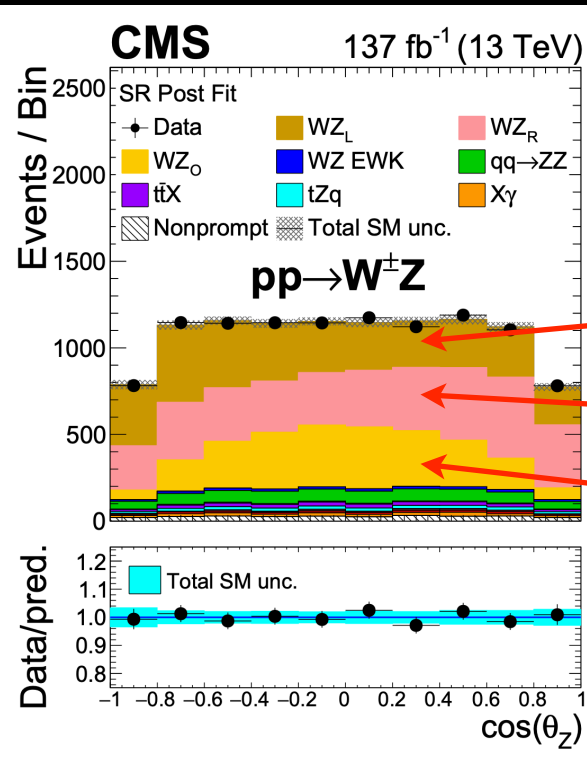 CMS 137 fb⁻¹ (13 TeV)
Events / Bin
SR Post Fit
Data WZ_L WZ_R
WZ_O WZ EWK qq→ZZ
tt̄X tZq Xγ
Nonprompt Total SM unc.
pp→W±Z
2500
2000
1500
1000
500
0
Data/pred.
Total SM unc.
1.2
1.1
1.0
0.9
0.8
−1 −0.8 −0.6 −0.4 −0.2 0 0.2 0.4 0.6 0.8 1
cos(θ_Z)